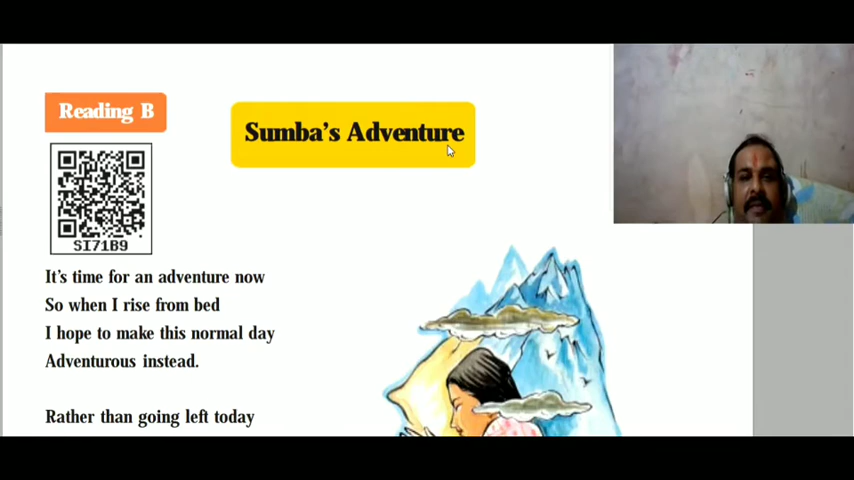 Reading B
Sumba's Adventure
SI71B9
It's time for an adventure now
So when I rise from bed
I hope to make this normal day
Adventurous instead.
Rather than going left today